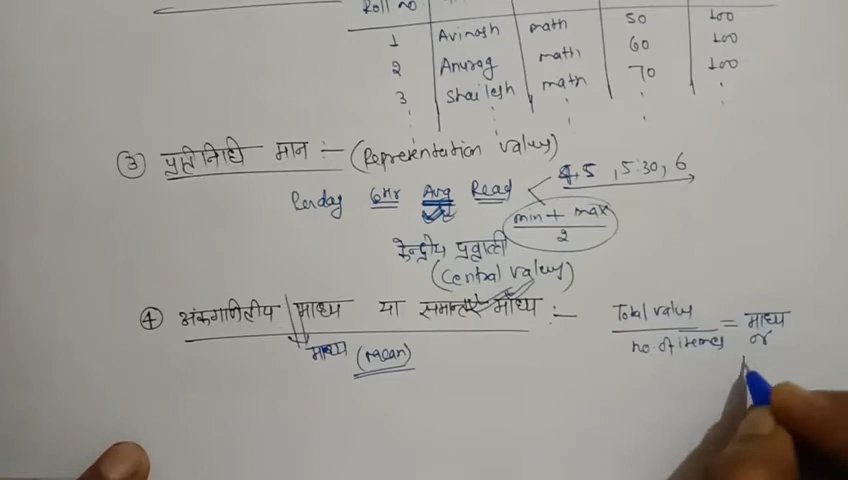 Roll no
1 Avinash math 50 100
2 Anurag math 60 100
3 Shailesh math 70 100
③ प्रतिनिधि मान :- (Representation value)
Perday 6Hr Avg Read 4, 5, 5:30, 6
min + max
2
केन्द्रीय प्रवृत्ति
(Central value)
④ अंकगणितीय माध्य या समान्तर माध्य :-
माध्य (mean)
Total value
no. of items = माध्य
or